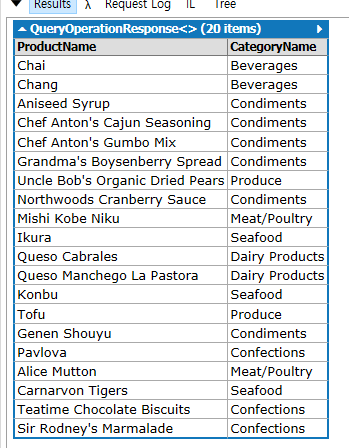 Results λ Request Log IL Tree
QueryOperationResponse<> (20 items)
ProductName CategoryName
Chai Beverages
Chang Beverages
Aniseed Syrup Condiments
Chef Anton's Cajun Seasoning Condiments
Chef Anton's Gumbo Mix Condiments
Grandma's Boysenberry Spread Condiments
Uncle Bob's Organic Dried Pears Produce
Northwoods Cranberry Sauce Condiments
Mishi Kobe Niku Meat/Poultry
Ikura Seafood
Queso Cabrales Dairy Products
Queso Manchego La Pastora Dairy Products
Konbu Seafood
Tofu Produce
Genen Shouyu Condiments
Pavlova Confections
Alice Mutton Meat/Poultry
Carnarvon Tigers Seafood
Teatime Chocolate Biscuits Confections
Sir Rodney's Marmalade Confections